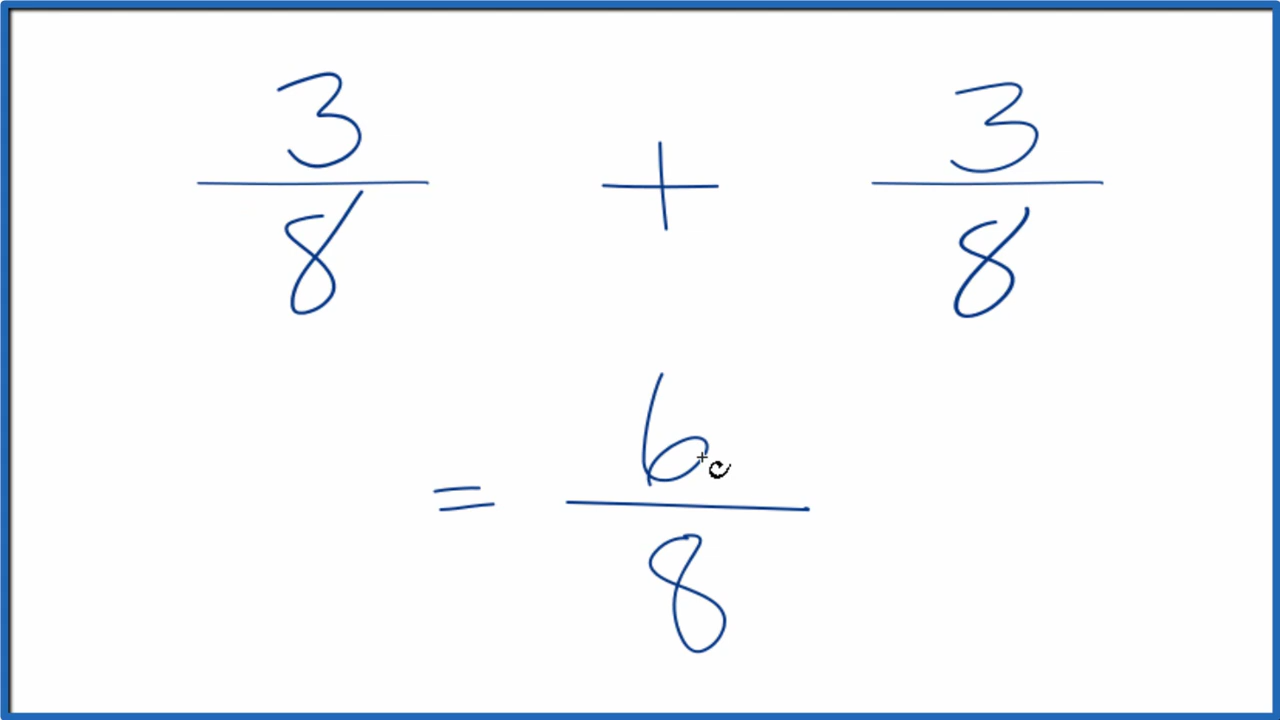 3/8 + 3/8
= 6/8